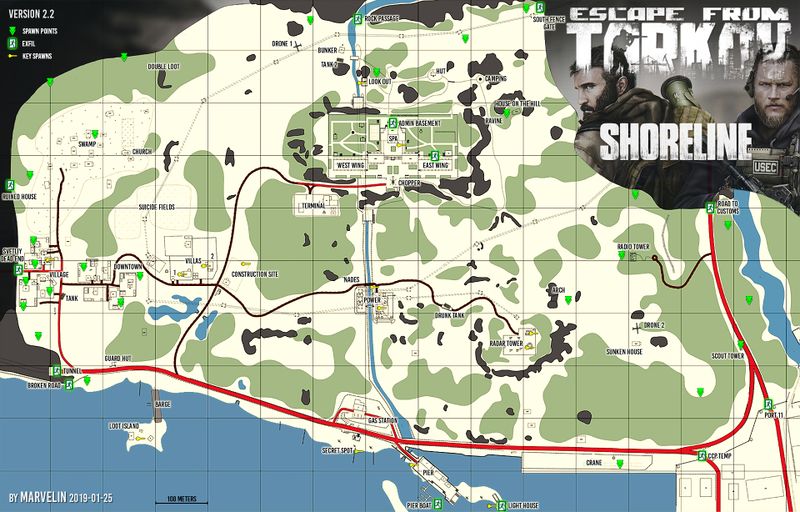 VERSION 2.2
SPAWN POINTS
EXFIL
KEY SPAWNS
ESCAPE FROM
TARKOV
SHORELINE
USEC
ROCK PASSAGE
SOUTH FENCE
GATE
DRONE 1
BUNKER
TANK
DOUBLE LOOT
LOOK OUT
HUT
CAMPING
HOUSE ON THE HILL
RAVINE
ADMIN BASEMENT
SPA
SWAMP
CHURCH
WEST WING
EAST WING
CHOPPER
RUINED HOUSE
TERMINAL
ROAD TO
CUSTOMS
SUICIDE FIELDS
SVETLIY
DEAD END
RADIO TOWER
VILLAGE
DOWNTOWN
VILLAS
1
2
CONSTRUCTION SITE
NADES
TANK
POWER
ARCH
DRUNK TANK
DRONE 2
RADAR TOWER
SUNKEN HOUSE
GUARD HUT
SCOUT TOWER
TUNNEL
BROKEN ROAD
BARGE
PORT 11
LOOT ISLAND
GAS STATION
SECRET SPOT
CCP TEMP
CRANE
PIER
PIER BOAT
LIGHT HOUSE
BY MARVELIN 2019-01-25
100 METERS